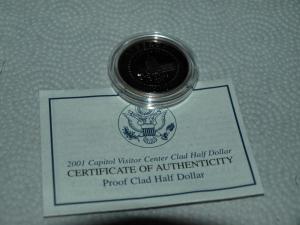 2001 Capitol Visitor Center Clad Half Dollar
CERTIFICATE OF AUTHENTICITY
Proof Clad Half Dollar